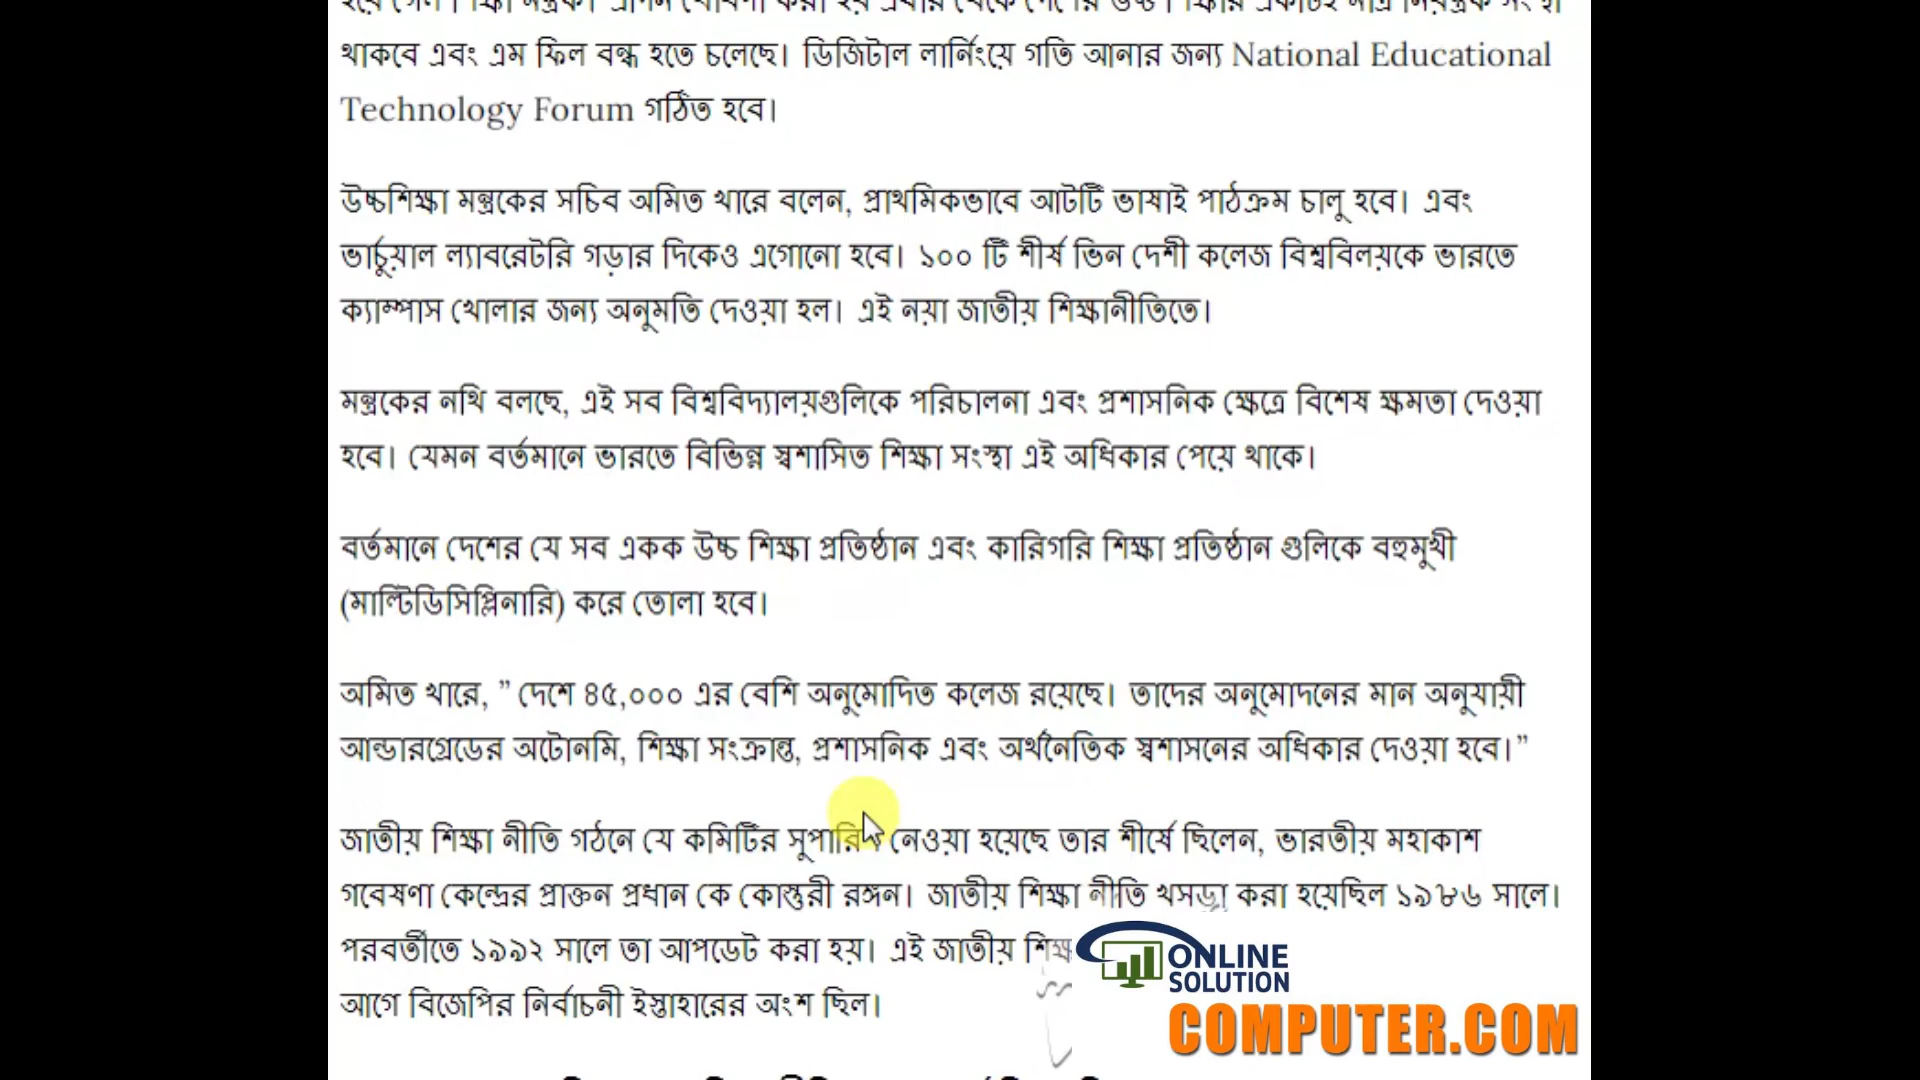 থাকবে এবং এম ফিল বন্ধ হতে চলেছে। ডিজিটাল লার্নিংয়ে গতি আনার জন্য National Educational
Technology Forum গঠিত হবে।
উচ্চশিক্ষা মন্ত্রকের সচিব অমিত খারে বলেন, প্রাথমিকভাবে আটটি ভাষাই পাঠক্রম চালু হবে। এবং
ভার্চুয়াল ল্যাবরেটরি গড়ার দিকেও এগোনো হবে। ১০০ টি শীর্ষ ভিন দেশী কলেজ বিশ্ববিলয়কে ভারতে
ক্যাম্পাস খোলার জন্য অনুমতি দেওয়া হল। এই নয়া জাতীয় শিক্ষানীতিতে।
মন্ত্রকের নথি বলছে, এই সব বিশ্ববিদ্যালয়গুলিকে পরিচালনা এবং প্রশাসনিক ক্ষেত্রে বিশেষ ক্ষমতা দেওয়া
হবে। যেমন বর্তমানে ভারতে বিভিন্ন স্বশাসিত শিক্ষা সংস্থা এই অধিকার পেয়ে থাকে।
বর্তমানে দেশের যে সব একক উচ্চ শিক্ষা প্রতিষ্ঠান এবং কারিগরি শিক্ষা প্রতিষ্ঠান গুলিকে বহুমুখী
(মাল্টিডিসিপ্লিনারি) করে তোলা হবে।
অমিত খারে, ” দেশে ৪৫,০০০ এর বেশি অনুমোদিত কলেজ রয়েছে। তাদের অনুমোদনের মান অনুযায়ী
আন্ডারগ্রেডের অটোনমি, শিক্ষা সংক্রান্ত, প্রশাসনিক এবং অর্থনৈতিক স্বশাসনের অধিকার দেওয়া হবে।”
জাতীয় শিক্ষা নীতি গঠনে যে কমিটির নেওয়া হয়েছে তার শীর্ষে ছিলেন, ভারতীয় মহাকাশ
গবেষণা কেন্দ্রের প্রাক্তন প্রধান কে কোস্তুরী রঙ্গন। জাতীয় শিক্ষা নীতি খসড়া করা হয়েছিল ১৯৮৬ সালে।
পরবর্তীতে ১৯৯২ সালে তা আপডেট করা হয়। এই জাতীয়
আগে বিজেপির নির্বাচনী ইস্তাহারের অংশ ছিল।
ONLINE
SOLUTION
COMPUTER.COM